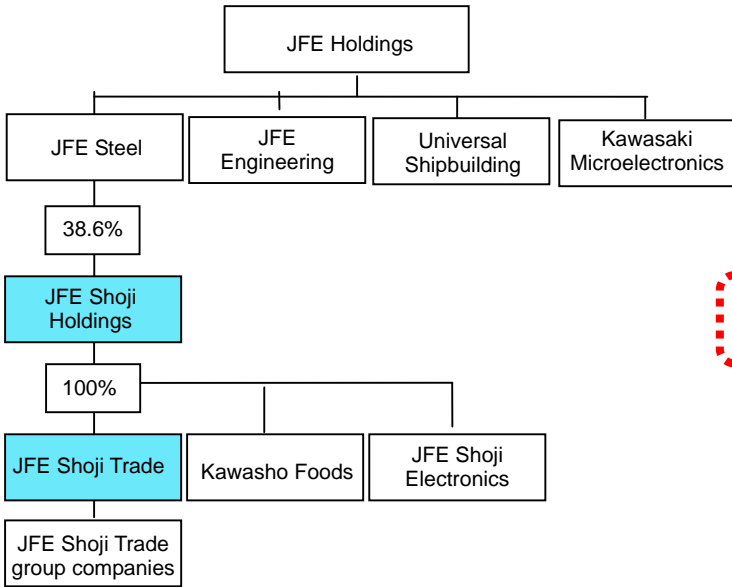 JFE Holdings
JFE Steel
JFE
Engineering
Universal
Shipbuilding
Kawasaki
Microelectronics
38.6%
JFE Shoji
Holdings
100%
JFE Shoji Trade
Kawasho Foods
JFE Shoji
Electronics
JFE Shoji Trade
group companies